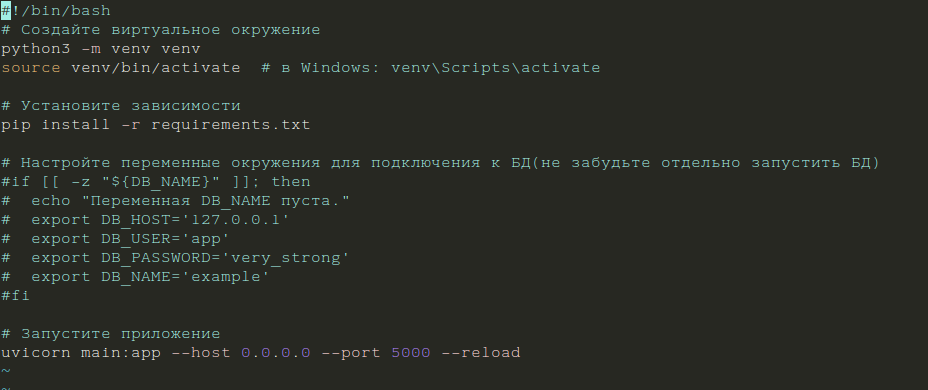 #!/bin/bash
# Создайте виртуальное окружение
python3 -m venv venv
source venv/bin/activate  # в Windows: venv\Scripts\activate

# Установите зависимости
pip install -r requirements.txt

# Настройте переменные окружения для подключения к БД(не забудьте отдельно запустить БД)
#if [[ -z "${DB_NAME}" ]]; then
#  echo "Переменная DB_NAME пуста."
#  export DB_HOST='127.0.0.1'
#  export DB_USER='app'
#  export DB_PASSWORD='very_strong'
#  export DB_NAME='example'
#fi

# Запустите приложение
uvicorn main:app --host 0.0.0.0 --port 5000 --reload
~
~